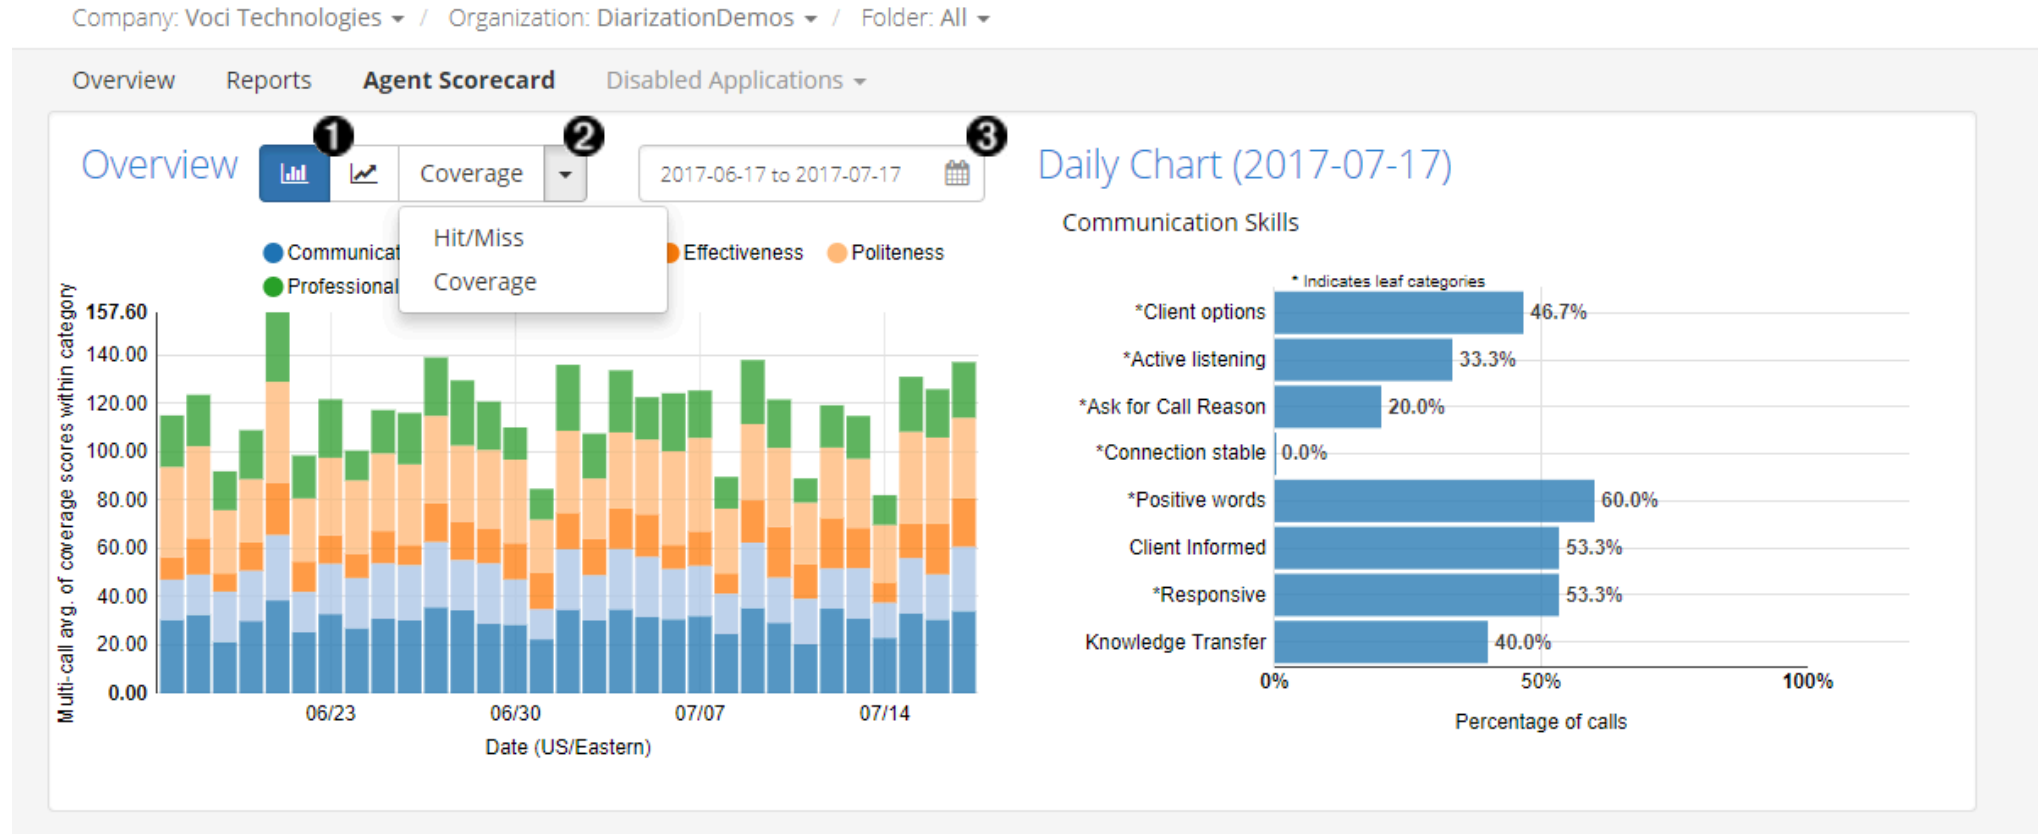 Company: Voci Technologies / Organization: DiarizationDemos / Folder: All
Overview Reports Agent Scorecard Disabled Applications
1 2 3
Overview Coverage 2017-06-17 to 2017-07-17
Hit/Miss
Coverage
Effectiveness Politeness
157.60
140.00
120.00
100.00
80.00
60.00
40.00
20.00
0.00
Multi-call avg. of coverage scores within category
06/23 06/30 07/07 07/14
Date (US/Eastern)
Daily Chart (2017-07-17)
Communication Skills
* Indicates leaf categories
*Client options 46.7%
*Active listening 33.3%
*Ask for Call Reason 20.0%
*Connection stable 0.0%
*Positive words 60.0%
Client Informed 53.3%
*Responsive 53.3%
Knowledge Transfer 40.0%
0% 50% 100%
Percentage of calls